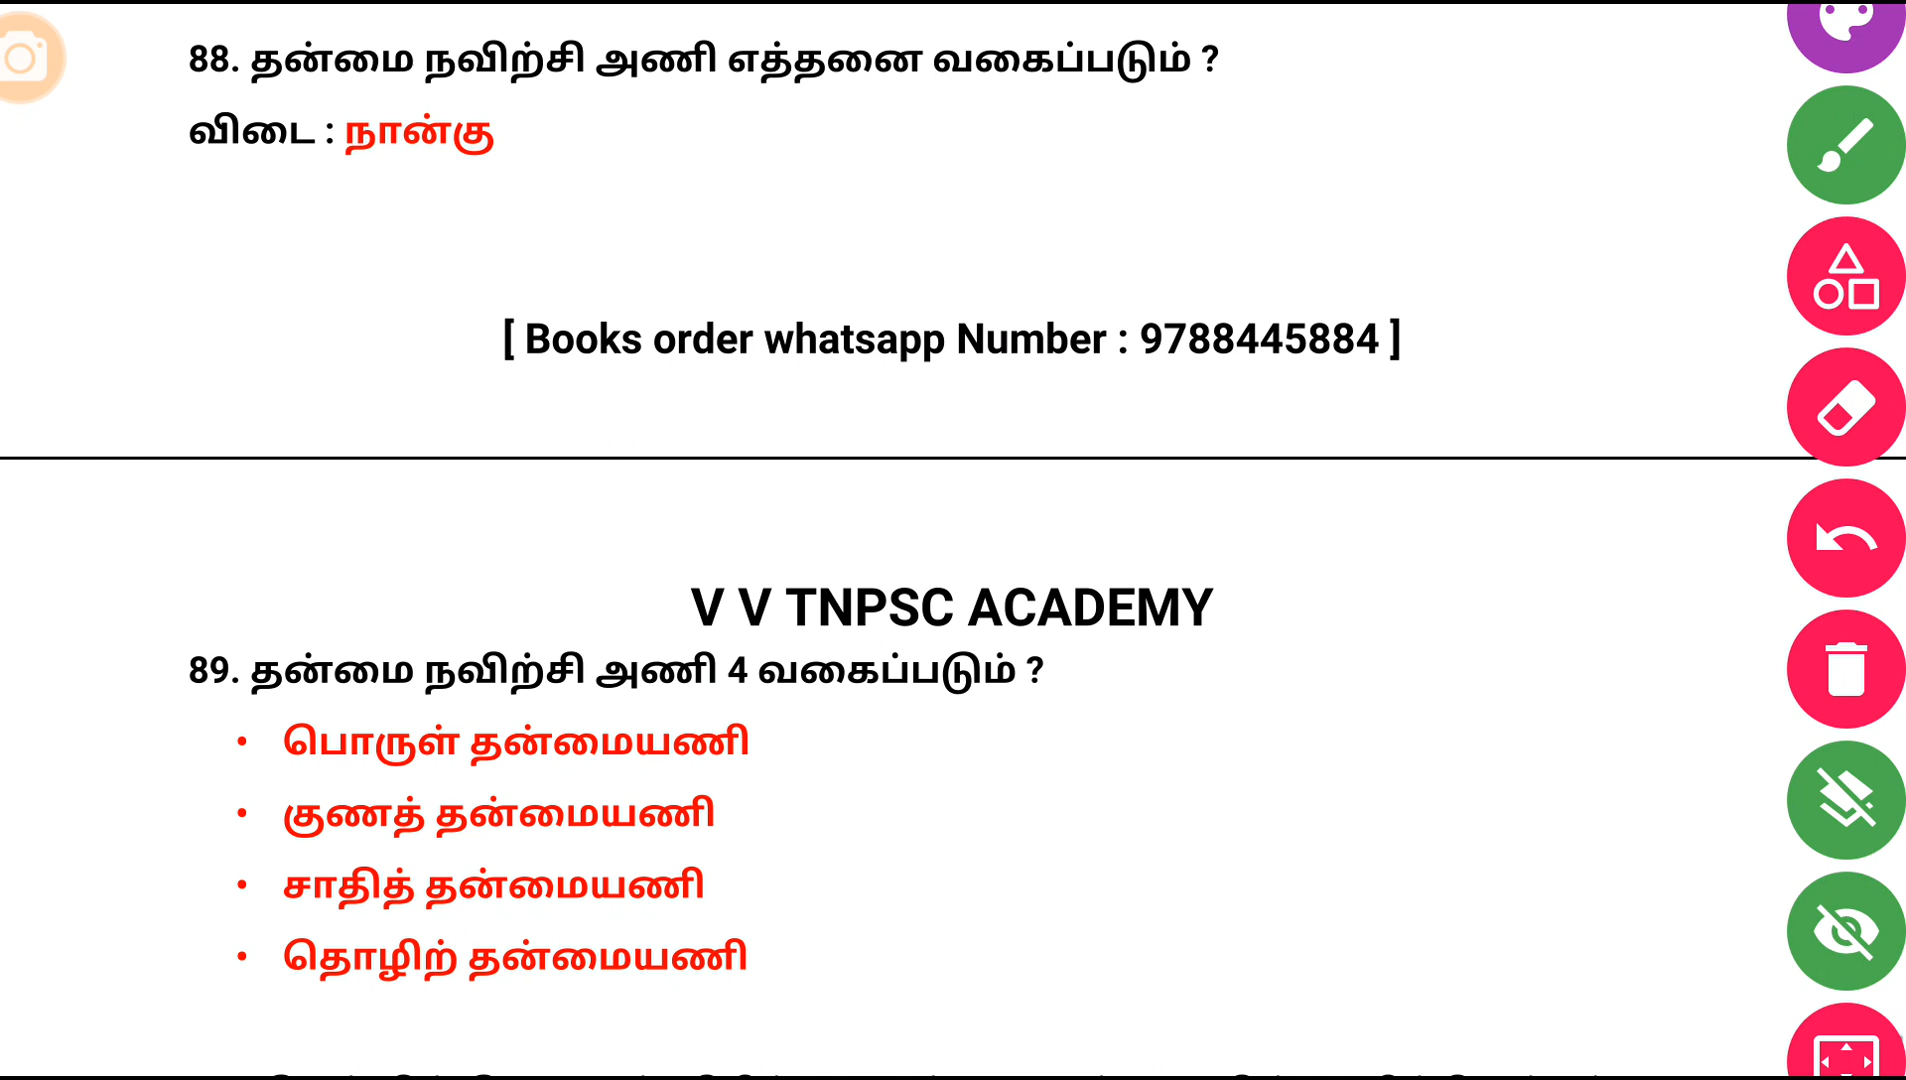 88. தன்மை நவிற்சி அணி எத்தனை வகைப்படும் ?
விடை : நான்கு
[ Books order whatsapp Number : 9788445884 ]
V V TNPSC ACADEMY
89. தன்மை நவிற்சி அணி 4 வகைப்படும் ?
• பொருள் தன்மையணி
• குணத் தன்மையணி
• சாதித் தன்மையணி
• தொழிற் தன்மையணி